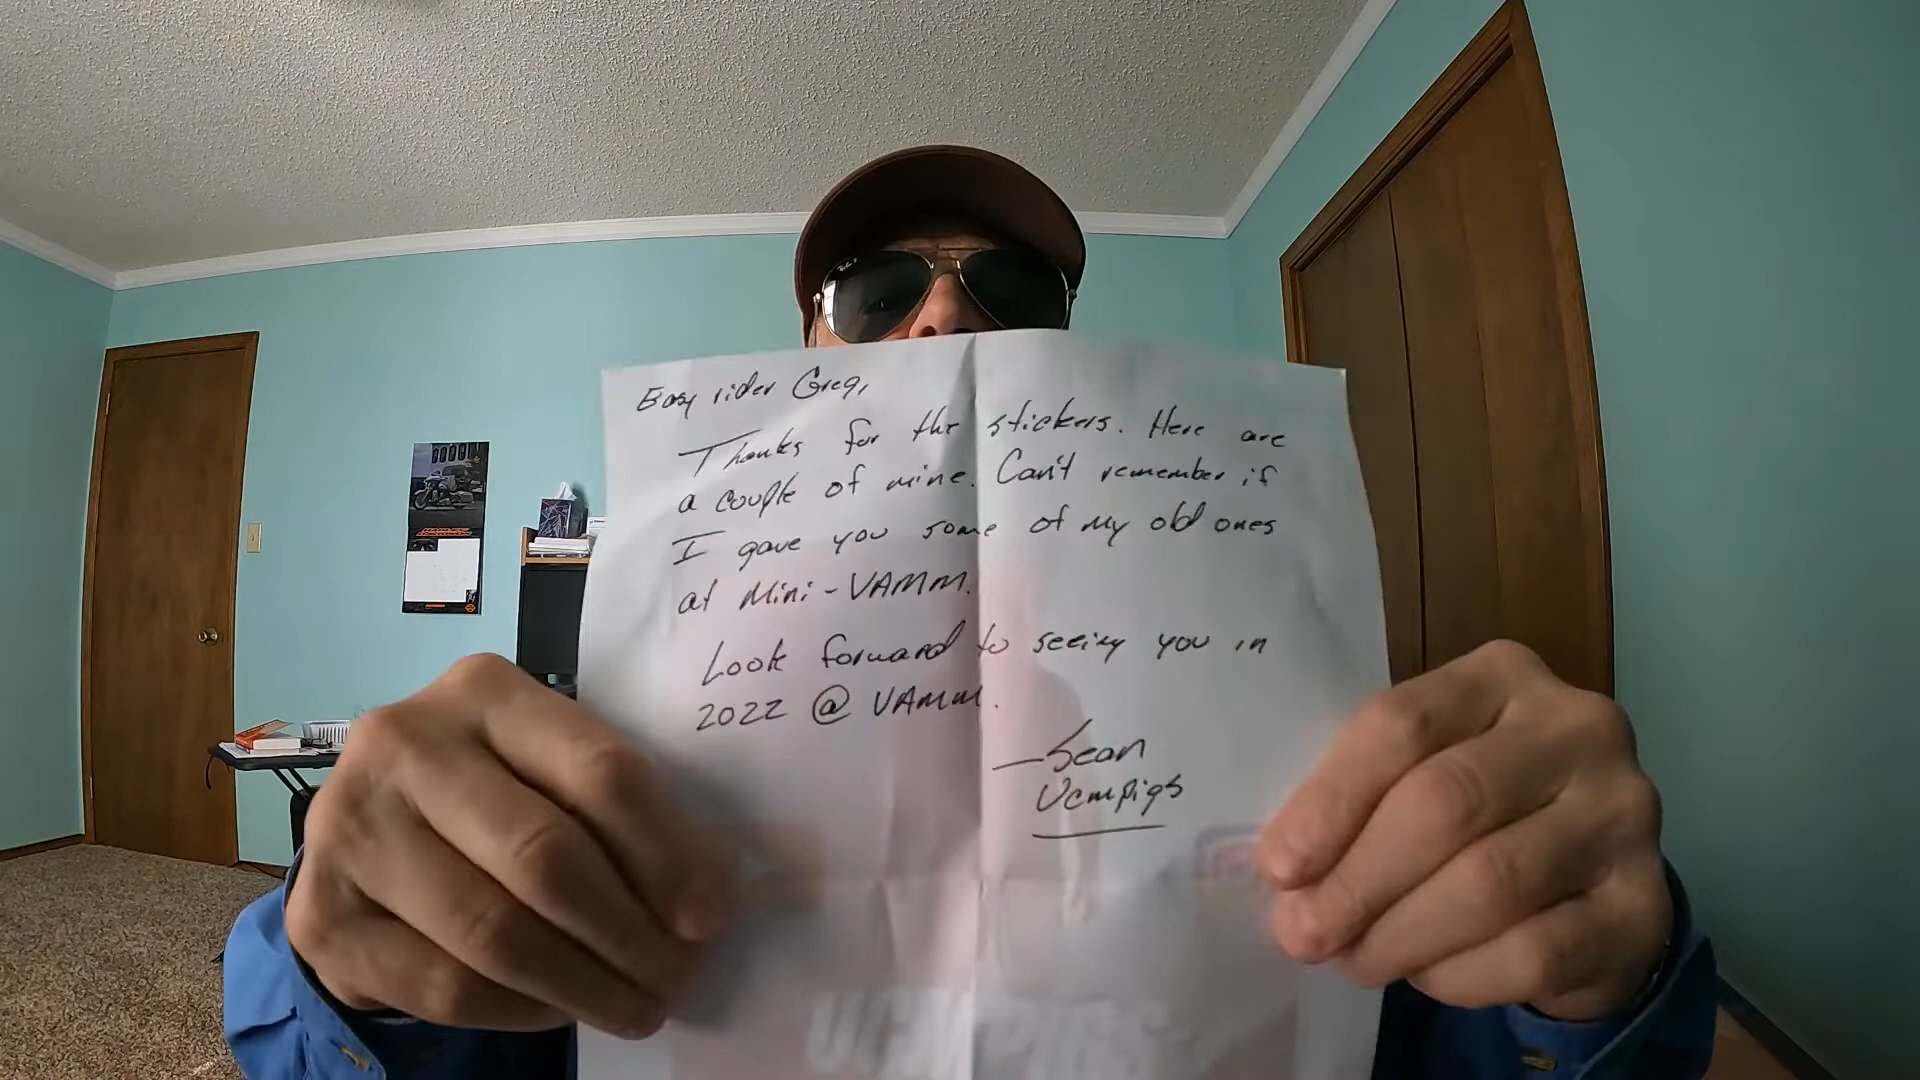 Easy rider Greg,
Thanks for the stickers. Here are
a couple of mine. Can't remember if
I gave you some of my old ones
at Mini-VAMM.
Look forward to seeing you in
2022 @ VAMM.
—Sean
Ucmpigs